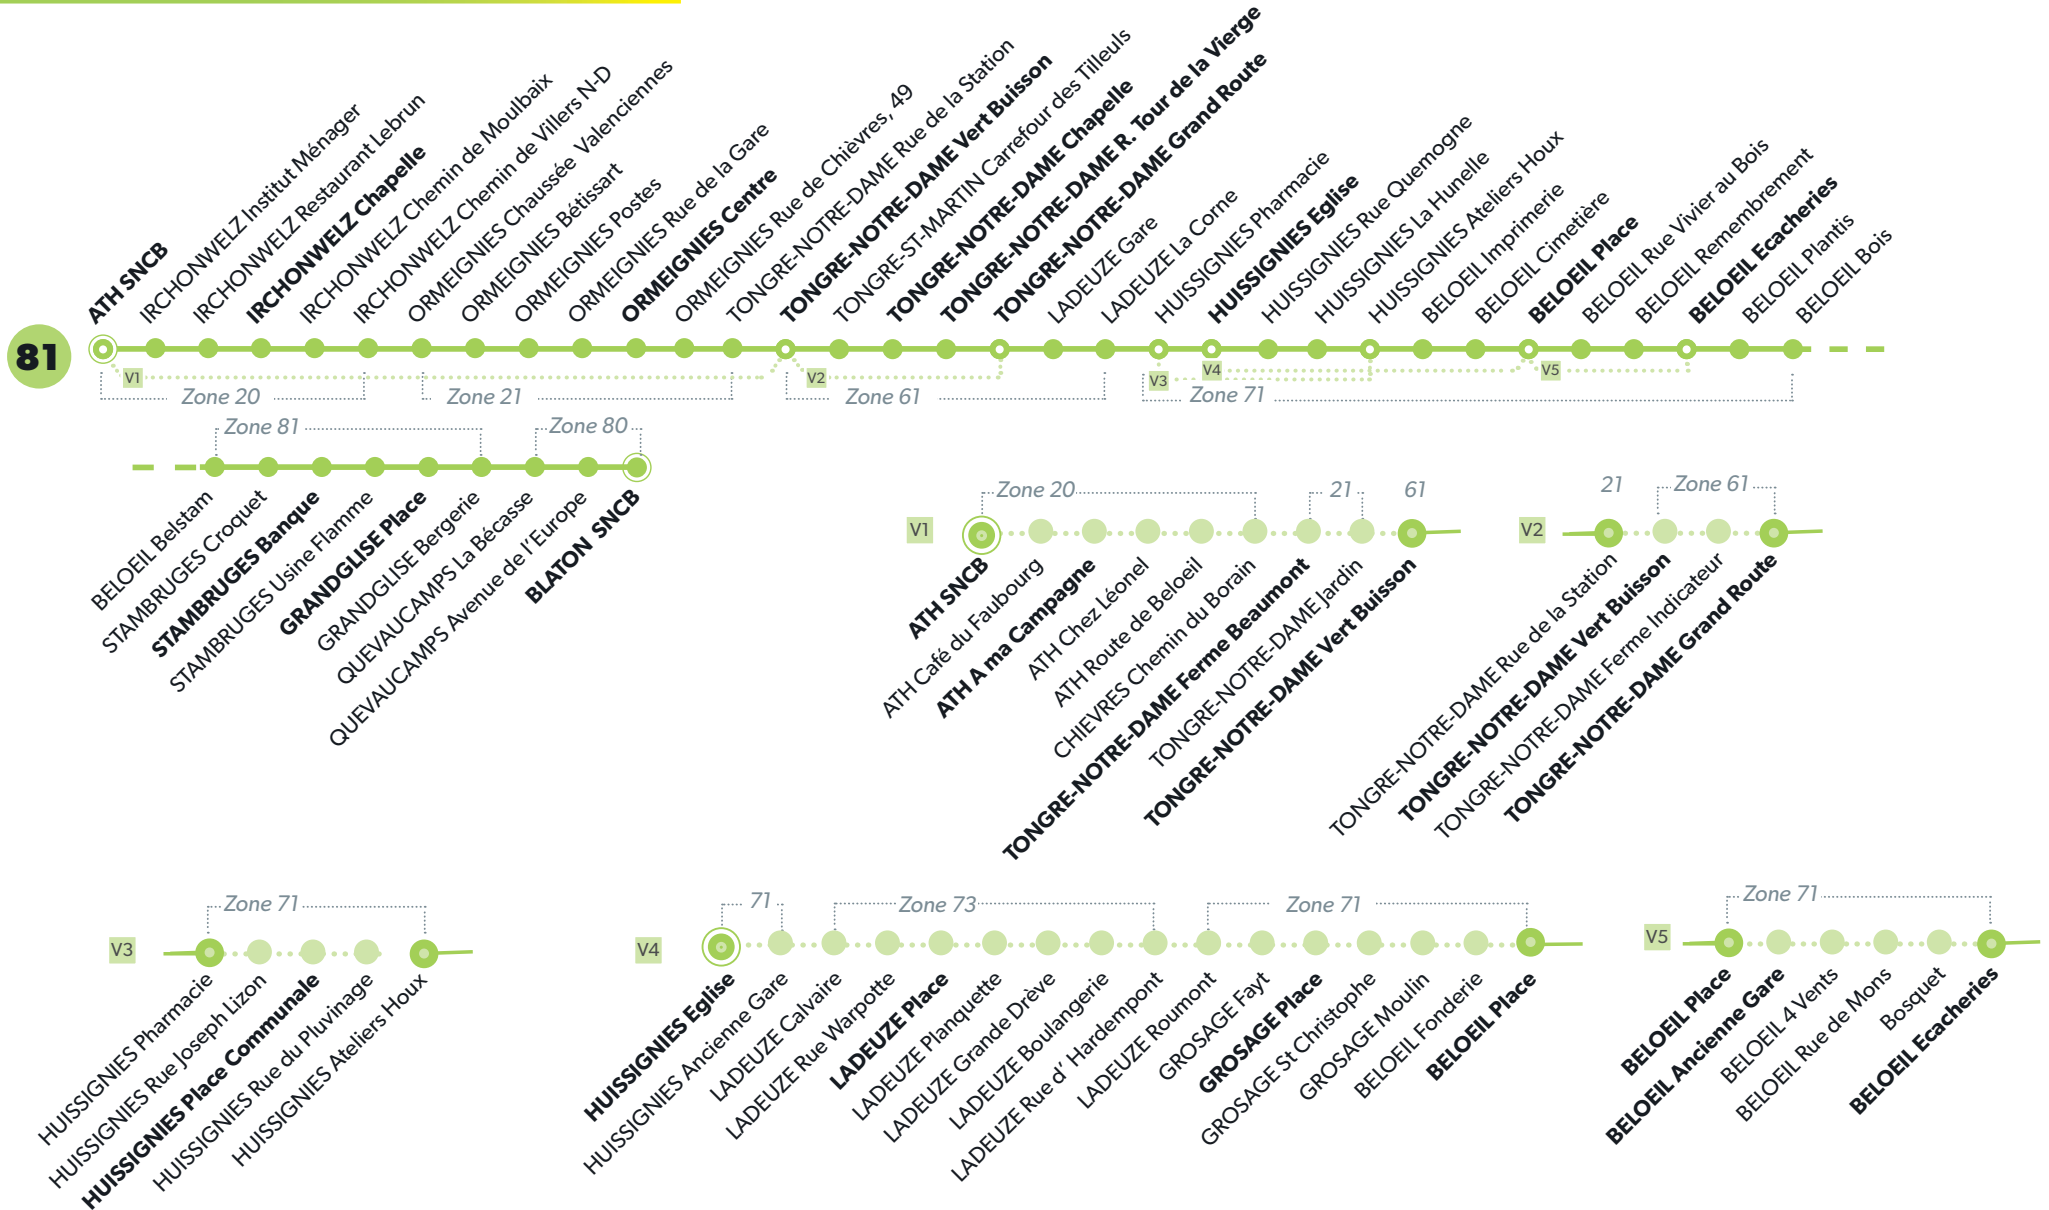 ATH SNCB
IRCHONWELZ Institut Ménager
IRCHONWELZ Restaurant Lebrun
IRCHONWELZ Chapelle
IRCHONWELZ Chemin de Moulbaix
IRCHONWELZ Chemin de Villers N-D
ORMEIGNIES Chaussée Valenciennes
ORMEIGNIES Bétissart
ORMEIGNIES Postes
ORMEIGNIES Rue de la Gare
ORMEIGNIES Centre
ORMEIGNIES Rue de Chièvres, 49
TONGRE-NOTRE-DAME Rue de la Station
TONGRE-NOTRE-DAME Vert Buisson
TONGRE-ST-MARTIN Carrefour des Tilleuls
TONGRE-NOTRE-DAME Chapelle
TONGRE-NOTRE-DAME R. Tour de la Vierge
TONGRE-NOTRE-DAME Grand Route
LADEUZE Gare
LADEUZE La Corne
HUISSIGNIES Pharmacie
HUISSIGNIES Eglise
HUISSIGNIES Rue Quemogne
HUISSIGNIES La Hunelle
HUISSIGNIES Ateliers Houx
BELOEIL Imprimerie
BELOEIL Cimetière
BELOEIL Place
BELOEIL Rue Vivier au Bois
BELOEIL Remembrement
BELOEIL Ecacheries
BELOEIL Plantis
BELOEIL Bois
81
V1
V2
V3
V4
V5
Zone 20
Zone 21
Zone 61
Zone 71
Zone 81
Zone 80
BELOEIL Belstam
STAMBRUGES Croquet
STAMBRUGES Banque
STAMBRUGES Usine Flamme
GRANDGLISE Place
GRANDGLISE Bergerie
QUEVAUCAMPS La Bécasse
QUEVAUCAMPS Avenue de l'Europe
BLATON SNCB
V1
Zone 20
21
61
ATH SNCB
ATH Café du Faubourg
ATH A ma Campagne
ATH Chez Léonel
ATH Route de Beloeil
CHIEVRES Chemin du Borain
TONGRE-NOTRE-DAME Ferme Beaumont
TONGRE-NOTRE-DAME Jardin
TONGRE-NOTRE-DAME Vert Buisson
V2
21
Zone 61
TONGRE-NOTRE-DAME Rue de la Station
TONGRE-NOTRE-DAME Vert Buisson
TONGRE-NOTRE-DAME Ferme Indicateur
TONGRE-NOTRE-DAME Grand Route
V3
Zone 71
HUISSIGNIES Pharmacie
HUISSIGNIES Rue Joseph Lizon
HUISSIGNIES Place Communale
HUISSIGNIES Rue du Pluvinage
HUISSIGNIES Ateliers Houx
V4
71
Zone 73
Zone 71
HUISSIGNIES Eglise
HUISSIGNIES Ancienne Gare
LADEUZE Calvaire
LADEUZE Rue Warpotte
LADEUZE Place
LADEUZE Planquette
LADEUZE Grande Drève
LADEUZE Boulangerie
LADEUZE Rue d' Hardempont
LADEUZE Roumont
GROSAGE Fayt
GROSAGE Place
GROSAGE St Christophe
GROSAGE Moulin
BELOEIL Fonderie
BELOEIL Place
V5
Zone 71
BELOEIL Place
BELOEIL Ancienne Gare
BELOEIL 4 Vents
BELOEIL Rue de Mons
Bosquet
BELOEIL Ecacheries